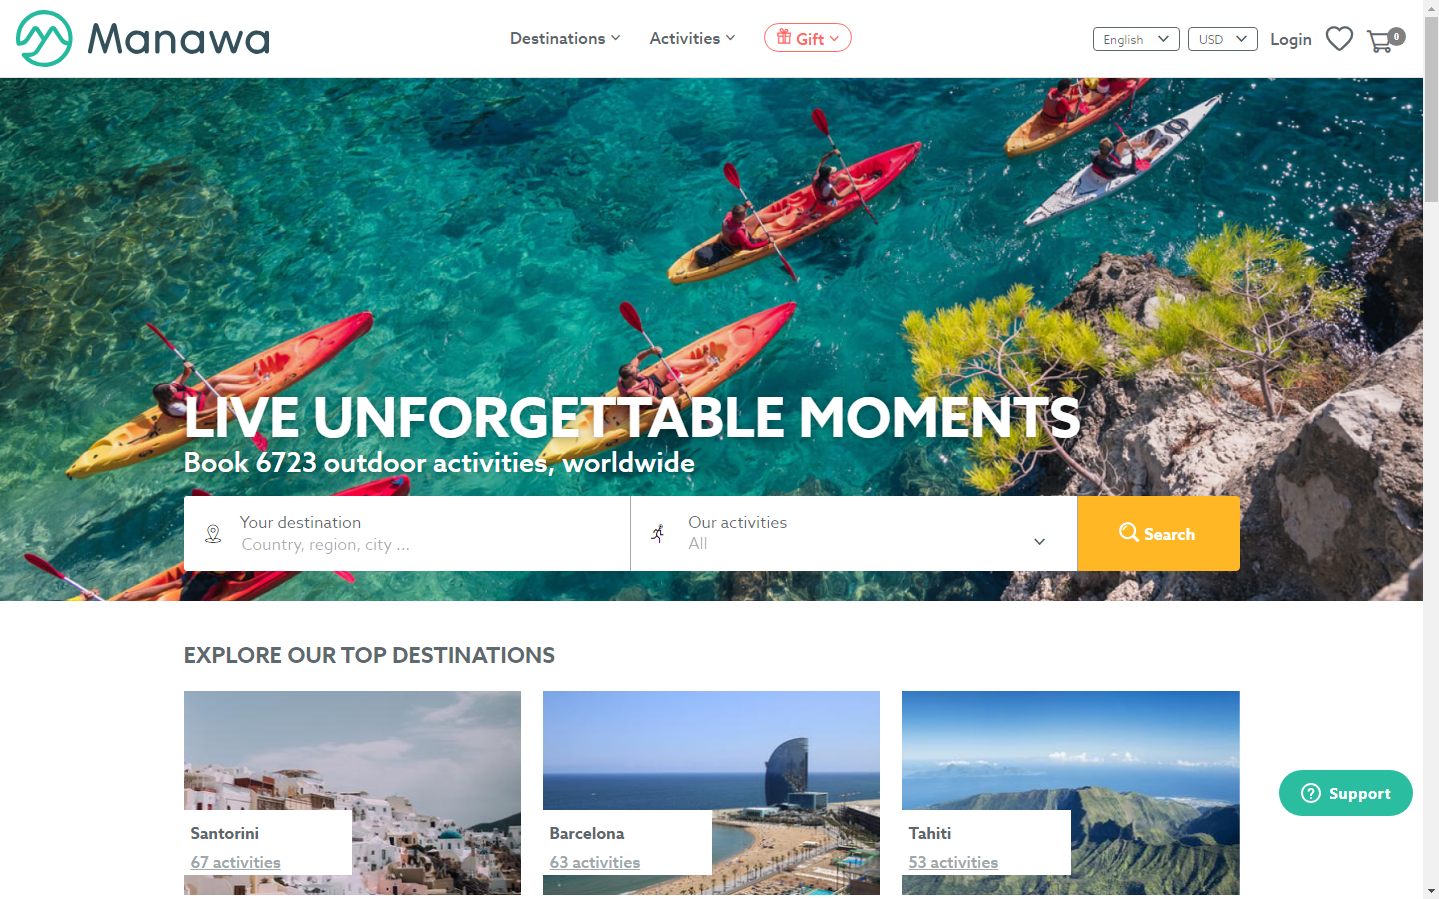 Manawa
Destinations
Activities
Gift
English
USD
Login
0
LIVE UNFORGETTABLE MOMENTS
Book 6723 outdoor activities, worldwide
Your destination
Country, region, city ...
Our activities
All
Search
EXPLORE OUR TOP DESTINATIONS
Santorini
67 activities
Barcelona
63 activities
Tahiti
53 activities
Support